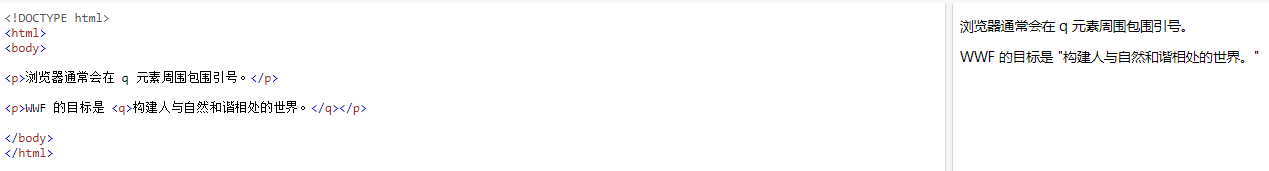 <!DOCTYPE html>
<html>
<body>
<p>浏览器通常会在 q 元素周围包围引号。</p>
<p>WWF 的目标是 <q>构建人与自然和谐相处的世界。</q></p>
</body>
</html>
浏览器通常会在 q 元素周围包围引号。
WWF 的目标是 "构建人与自然和谐相处的世界。"